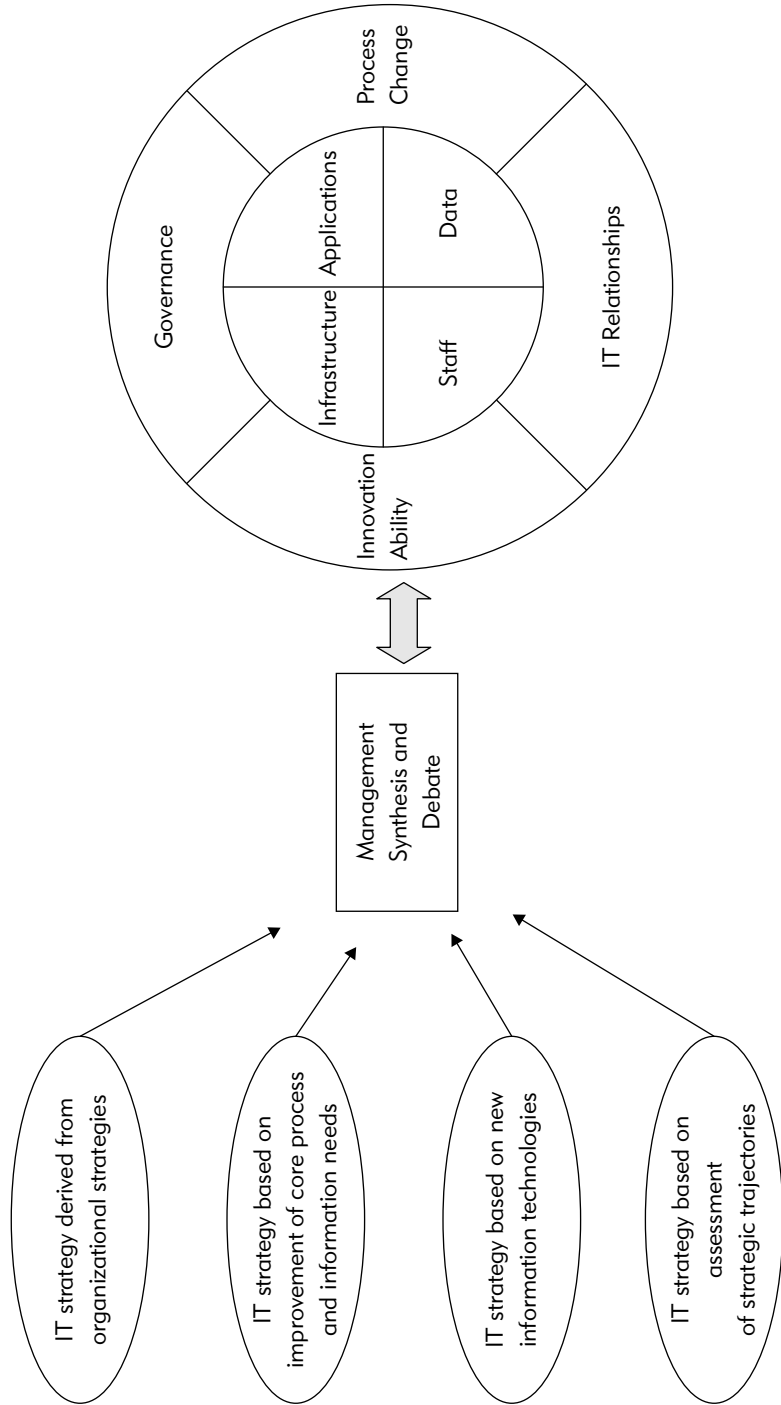 IT strategy derived from
organizational strategies
IT strategy based on
improvement of core process
and information needs
IT strategy based on new
information technologies
IT strategy based on
assessment
of strategic trajectories
Management
Synthesis and
Debate
Governance
Process
Change
Innovation
Ability
IT Relationships
Infrastructure
Applications
Staff
Data